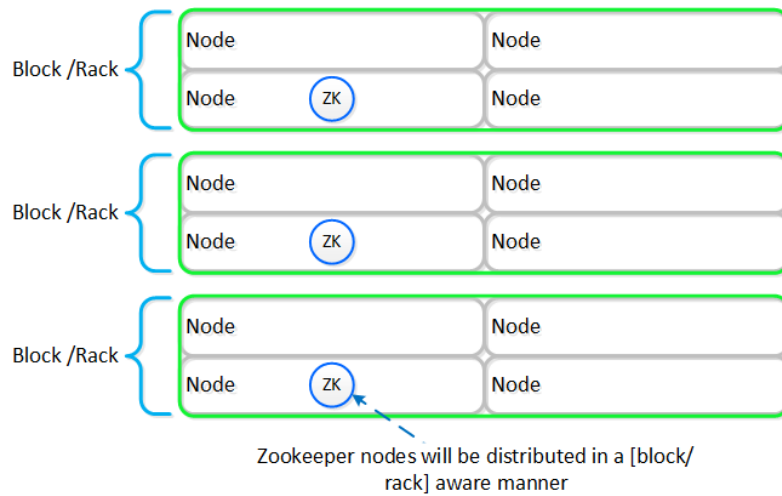 Node Node
Block /Rack
Node ZK Node
Node Node
Block /Rack
Node ZK Node
Node Node
Block /Rack
Node ZK Node
Zookeeper nodes will be distributed in a [block/
rack] aware manner